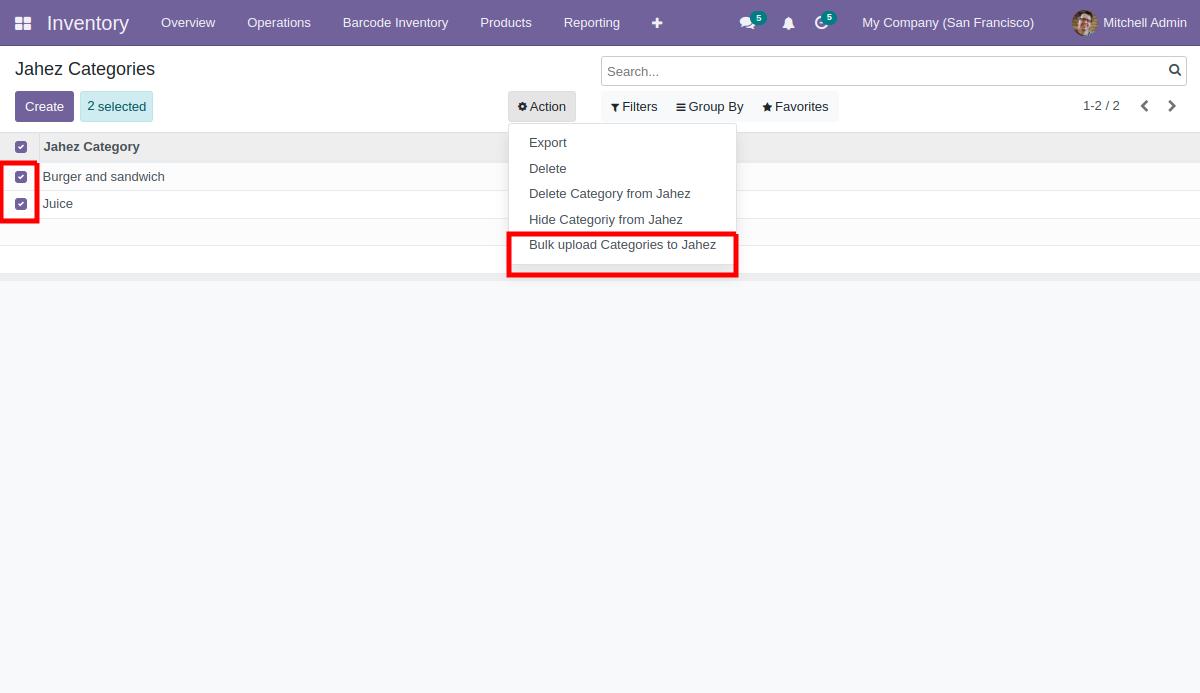 Inventory Overview Operations Barcode Inventory Products Reporting 5 5 My Company (San Francisco) Mitchell Admin
Jahez Categories
Search...
Create 2 selected Action Filters Group By Favorites 1-2 / 2
Jahez Category
Burger and sandwich
Juice
Export
Delete
Delete Category from Jahez
Hide Categoriy from Jahez
Bulk upload Categories to Jahez